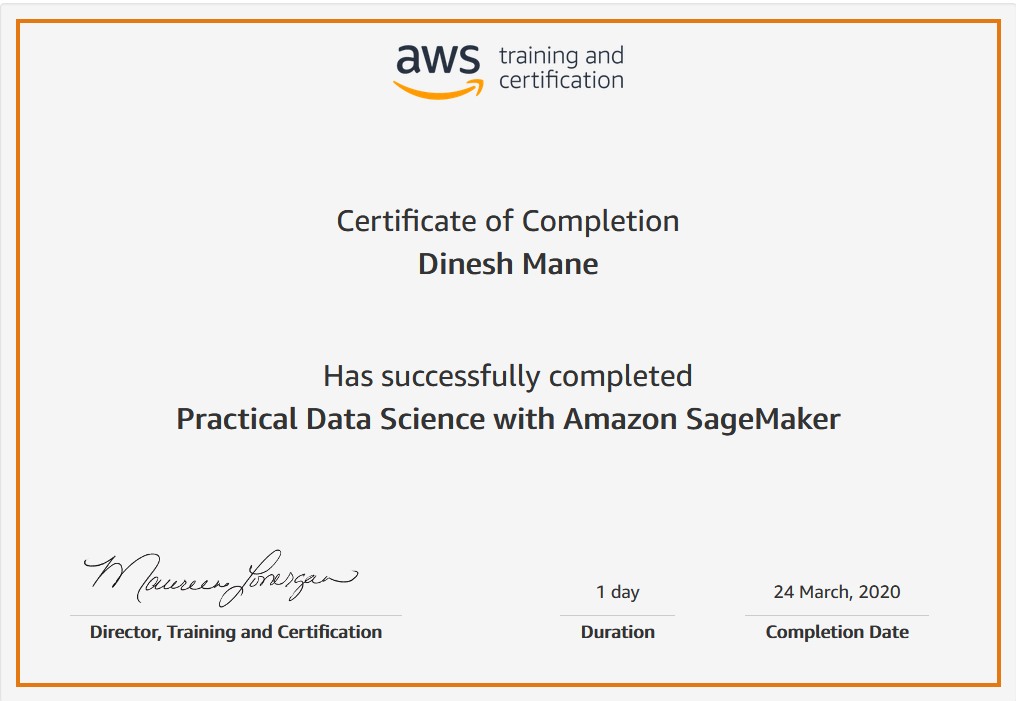 aws training and
certification
Certificate of Completion
Dinesh Mane
Has successfully completed
Practical Data Science with Amazon SageMaker
Maureen Lonergan
Director, Training and Certification
1 day
Duration
24 March, 2020
Completion Date